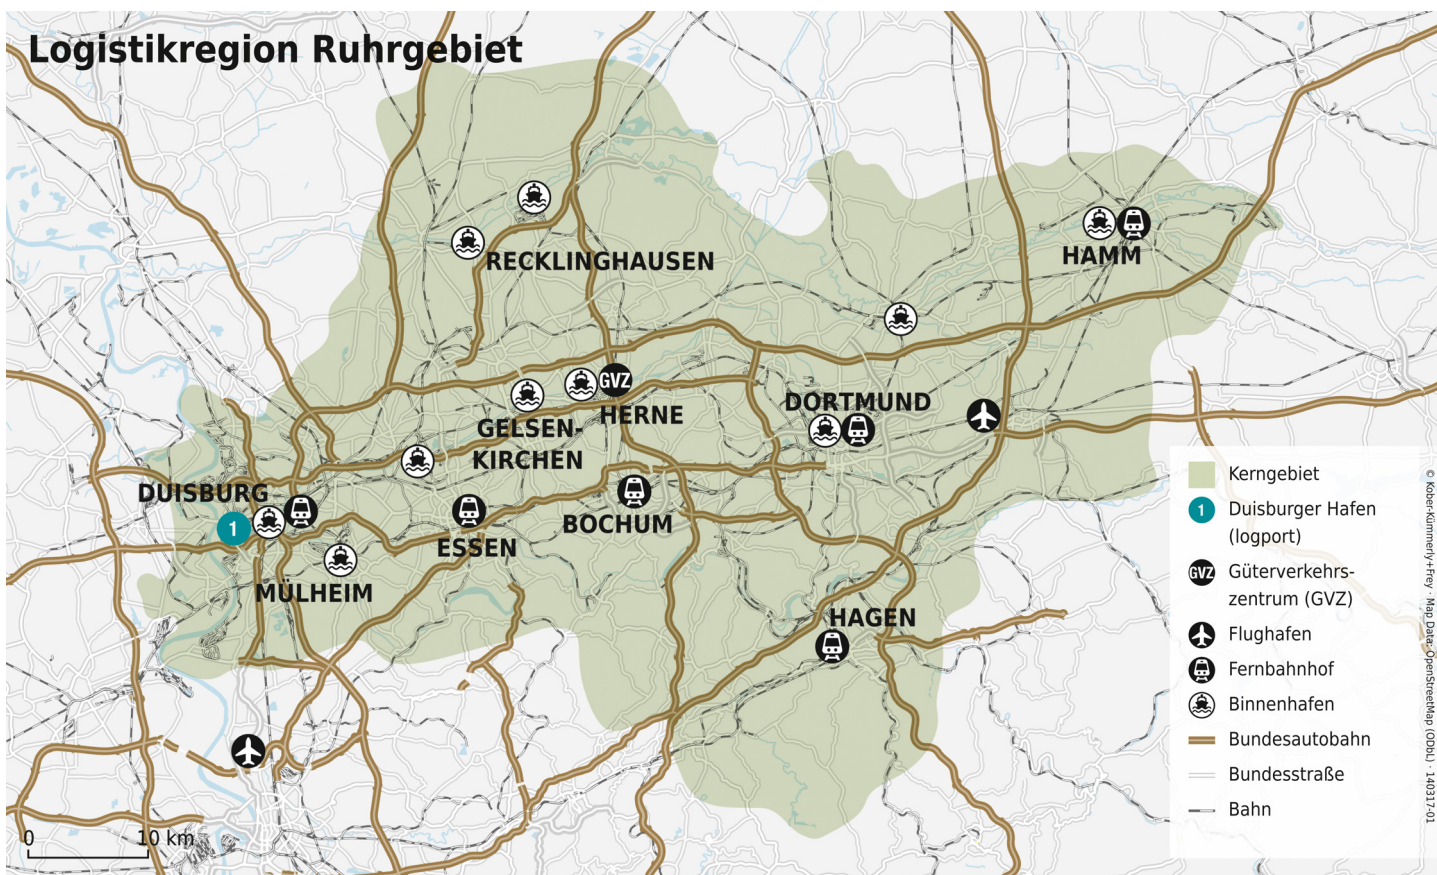 Logistikregion Ruhrgebiet
RECKLINGHAUSEN
HAMM
GVZ
HERNE
DORTMUND
GELSEN-
KIRCHEN
DUISBURG
1
BOCHUM
ESSEN
MÜLHEIM
HAGEN
0 10 km
Kerngebiet
1 Duisburger Hafen
(logport)
GVZ Güterverkehrs-
zentrum (GVZ)
Flughafen
Fernbahnhof
Binnenhafen
Bundesautobahn
Bundesstraße
Bahn
© Kober-Kümmerly+Frey · Map Data: OpenStreetMap (ODbL) · 140317-01